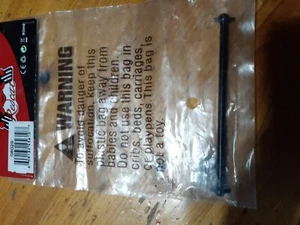 WARNING
To avoid danger of
suffocation, keep this
plastic bag away from
babies and children.
Do not use this bag in
cribs, beds, carriages,
or playpens. This bag is
not a toy.